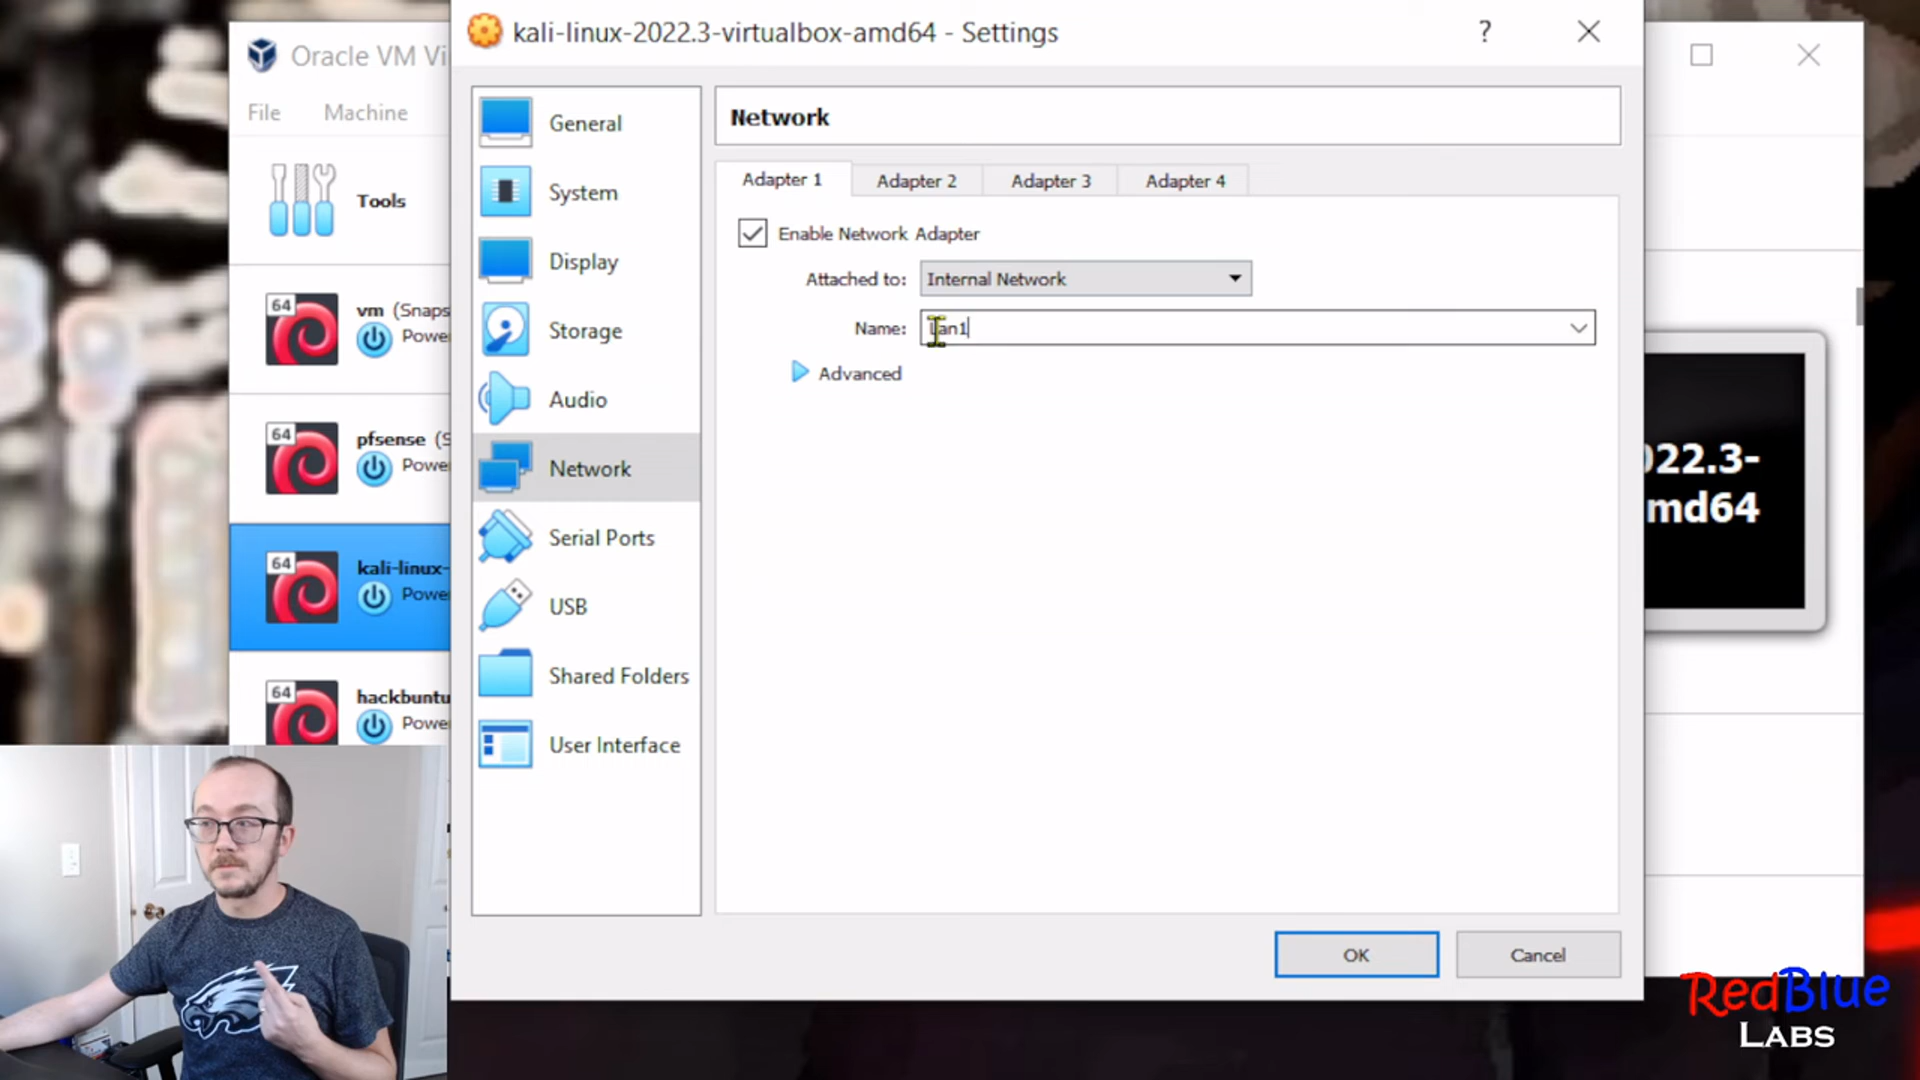 kali-linux-2022.3-virtualbox-amd64 - Settings
?
Oracle VM Vi
File
Machine
Tools
64
vm (Snaps
Powe
64
pfsense (S
Powe
64
kali-linux-
Powe
64
hackbuntu
Powe
General
System
Display
Storage
Audio
Network
Serial Ports
USB
Shared Folders
User Interface
Network
Adapter 1
Adapter 2
Adapter 3
Adapter 4
Enable Network Adapter
Attached to:
Internal Network
Name:
Advanced
OK
Cancel
022.3-
md64
RedBlue
LABS